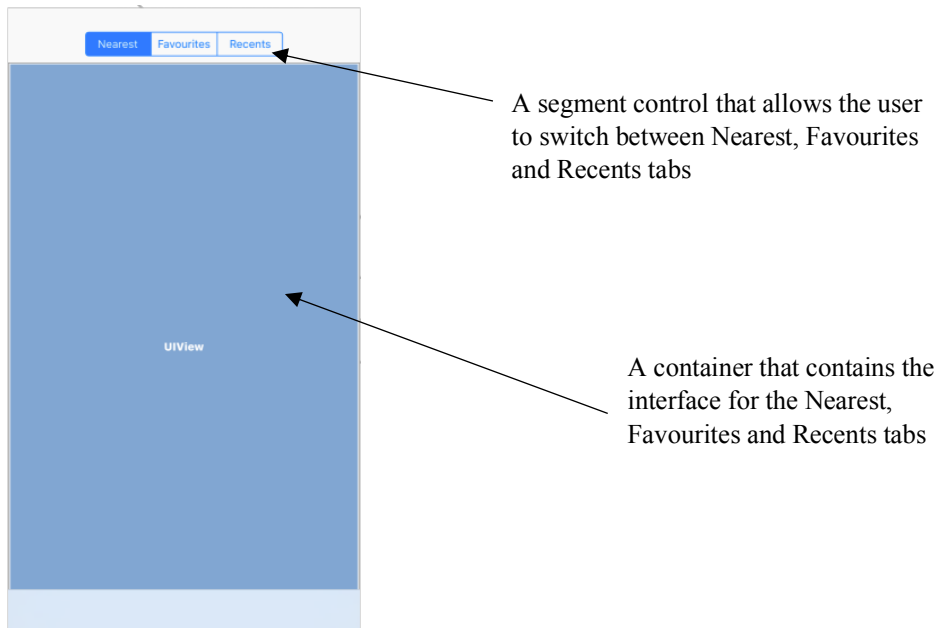 Nearest Favourites Recents
A segment control that allows the user
to switch between Nearest, Favourites
and Recents tabs
UIView
A container that contains the
interface for the Nearest,
Favourites and Recents tabs